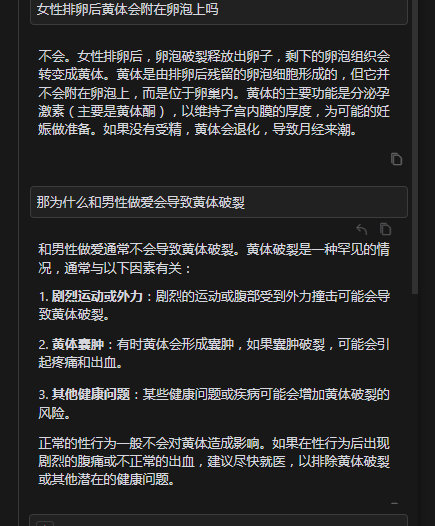 女性排卵后黄体会附在卵泡上吗
不会。女性排卵后，卵泡破裂释放出卵子，剩下的卵泡组织会
转变成黄体。黄体是由排卵后残留的卵泡细胞形成的，但它并
不会附在卵泡上，而是位于卵巢内。黄体的主要功能是分泌孕
激素（主要是黄体酮），以维持子宫内膜的厚度，为可能的妊
娠做准备。如果没有受精，黄体会退化，导致月经来潮。
那为什么和男性做爱会导致黄体破裂
和男性做爱通常不会导致黄体破裂。黄体破裂是一种罕见的情
况，通常与以下因素有关：
1. 剧烈运动或外力：剧烈的运动或腹部受到外力撞击可能会导
致黄体破裂。
2. 黄体囊肿：有时黄体会形成囊肿，如果囊肿破裂，可能会引
起疼痛和出血。
3. 其他健康问题：某些健康问题或疾病可能会增加黄体破裂的
风险。
正常的性行为一般不会对黄体造成影响。如果在性行为后出现
剧烈的腹痛或不正常的出血，建议尽快就医，以排除黄体破裂
或其他潜在的健康问题。